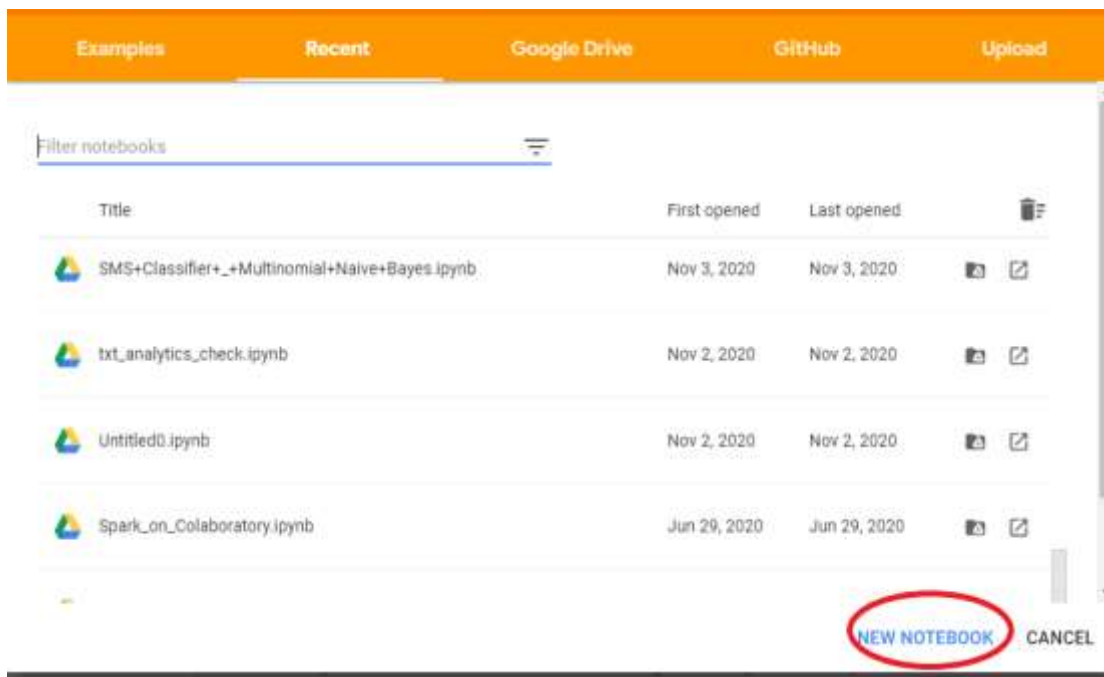 Examples Recent Google Drive GitHub Upload
Filter notebooks
Title First opened Last opened
SMS+Classifier+_+Multinomial+Naive+Bayes.ipynb Nov 3, 2020 Nov 3, 2020
txt_analytics_check.ipynb Nov 2, 2020 Nov 2, 2020
Untitled0.ipynb Nov 2, 2020 Nov 2, 2020
Spark_on_Colaboratory.ipynb Jun 29, 2020 Jun 29, 2020
NEW NOTEBOOK CANCEL